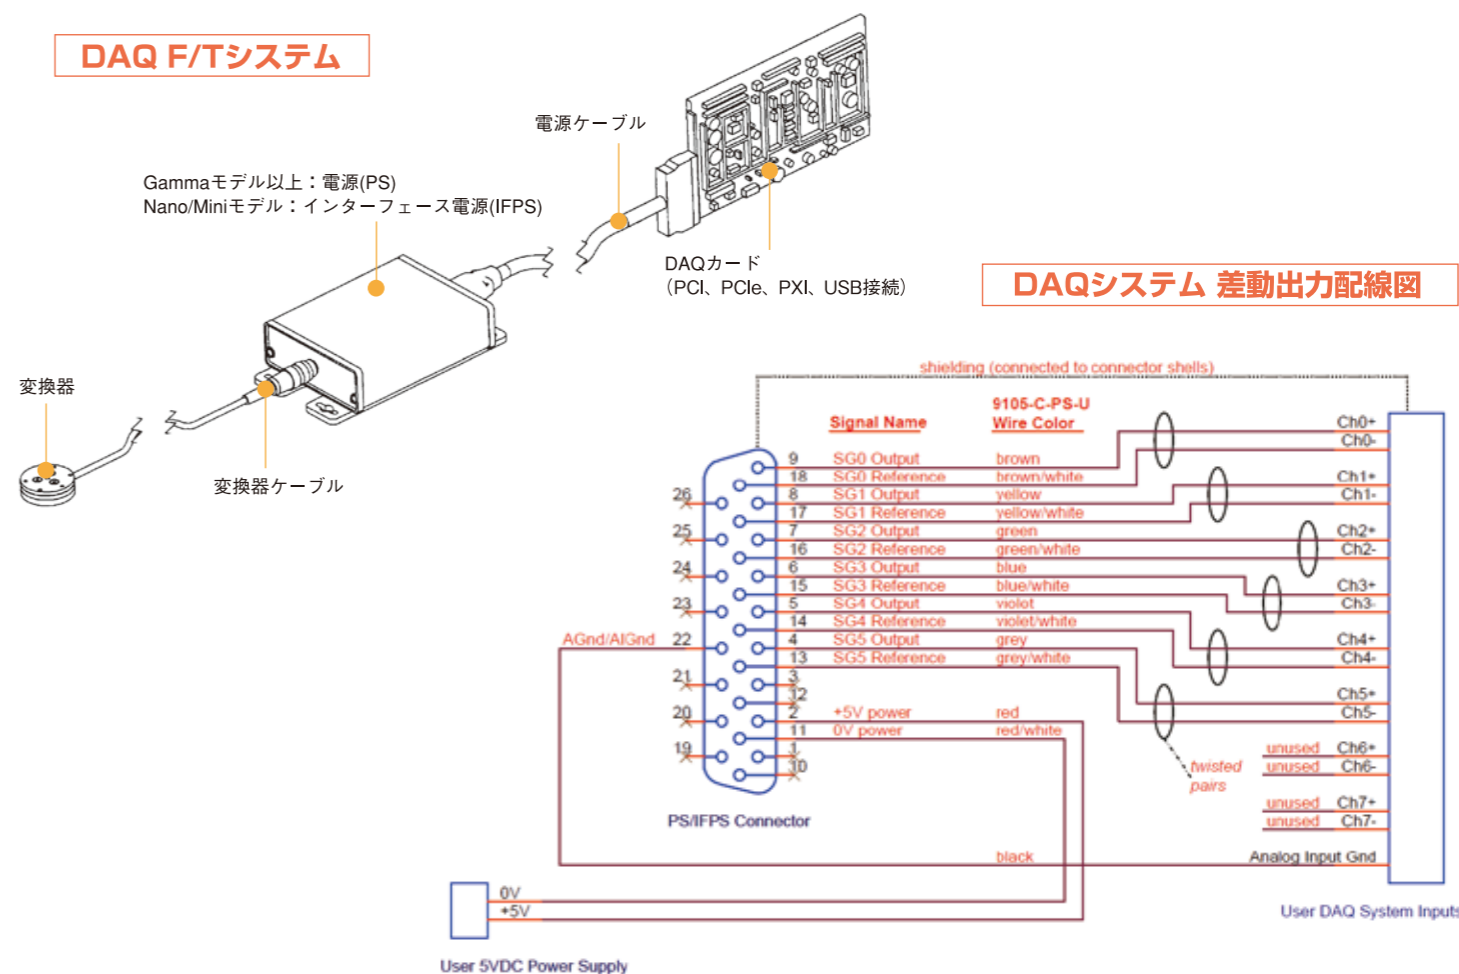 DAQ F/Tシステム
電源ケーブル
Gammaモデル以上：電源(PS)
Nano/Miniモデル：インターフェース電源(IFPS)
DAQカード
（PCI、PCIe、PXI、USB接続）
変換器
変換器ケーブル
DAQシステム 差動出力配線図
shielding (connected to connector shells)
9105-C-PS-U
Signal Name Wire Color
9 SG0 Output brown
18 SG0 Reference brown/white
8 SG1 Output yellow
17 SG1 Reference yellow/white
7 SG2 Output green
16 SG2 Reference green/white
6 SG3 Output blue
15 SG3 Reference blue/white
5 SG4 Output violot
14 SG4 Reference violet/white
4 SG5 Output grey
13 SG5 Reference grey/white
3
12
2 +5V power red
11 0V power red/white
1
10
26
25
24
23
AGnd/AIGnd 22
21
20
19
PS/IFPS Connector
Ch0+
Ch0-
Ch1+
Ch1-
Ch2+
Ch2-
Ch3+
Ch3-
Ch4+
Ch4-
Ch5+
Ch5-
unused Ch6+
unused Ch6-
unused Ch7+
unused Ch7-
twisted
pairs
black Analog Input Gnd
User DAQ System Inputs
0V
+5V
User 5VDC Power Supply